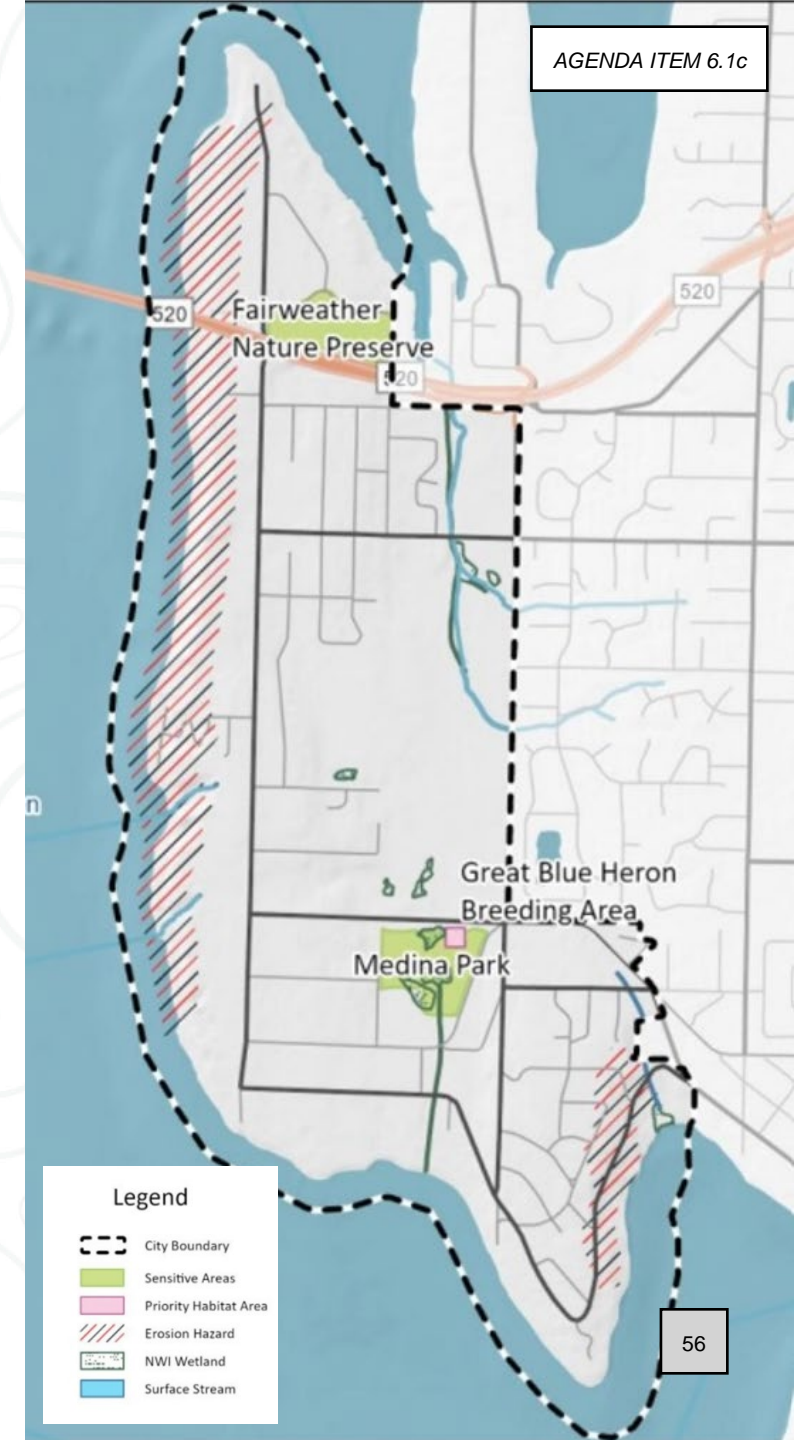 AGENDA ITEM 6.1c
520
520
Fairweather
Nature Preserve
520
n
Great Blue Heron
Breeding Area
Medina Park
Legend
City Boundary
Sensitive Areas
Priority Habitat Area
Erosion Hazard
NWI Wetland
Surface Stream
56